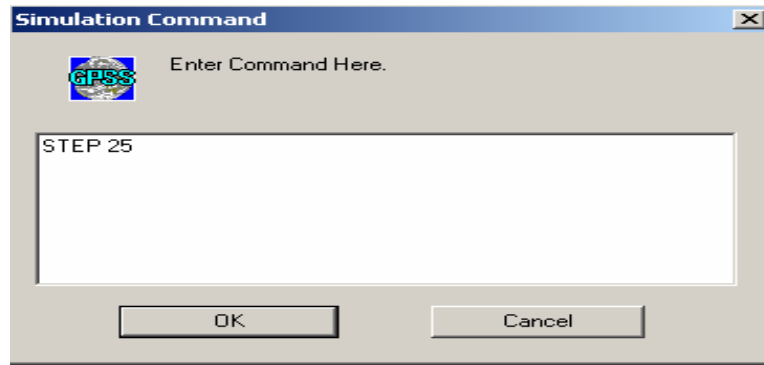 Simulation Command
GPSS
Enter Command Here.
STEP 25
OK
Cancel